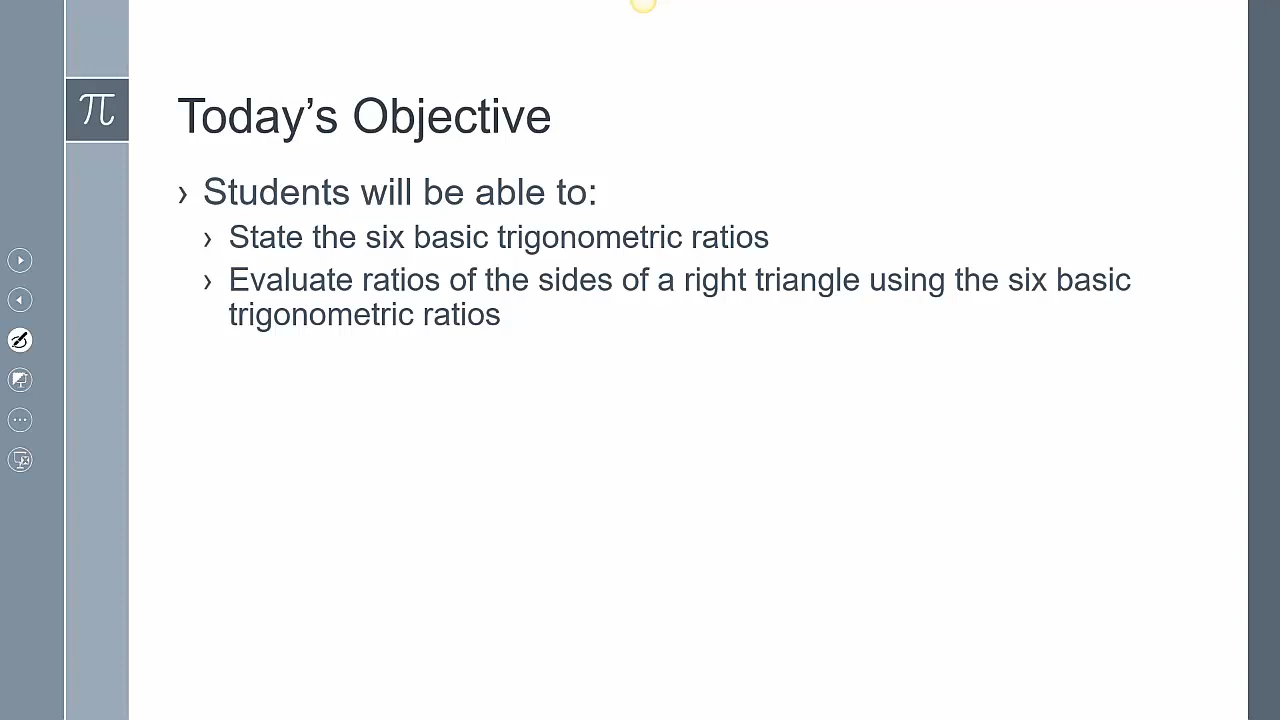 π
Today’s Objective
› Students will be able to:
› State the six basic trigonometric ratios
› Evaluate ratios of the sides of a right triangle using the six basic
trigonometric ratios